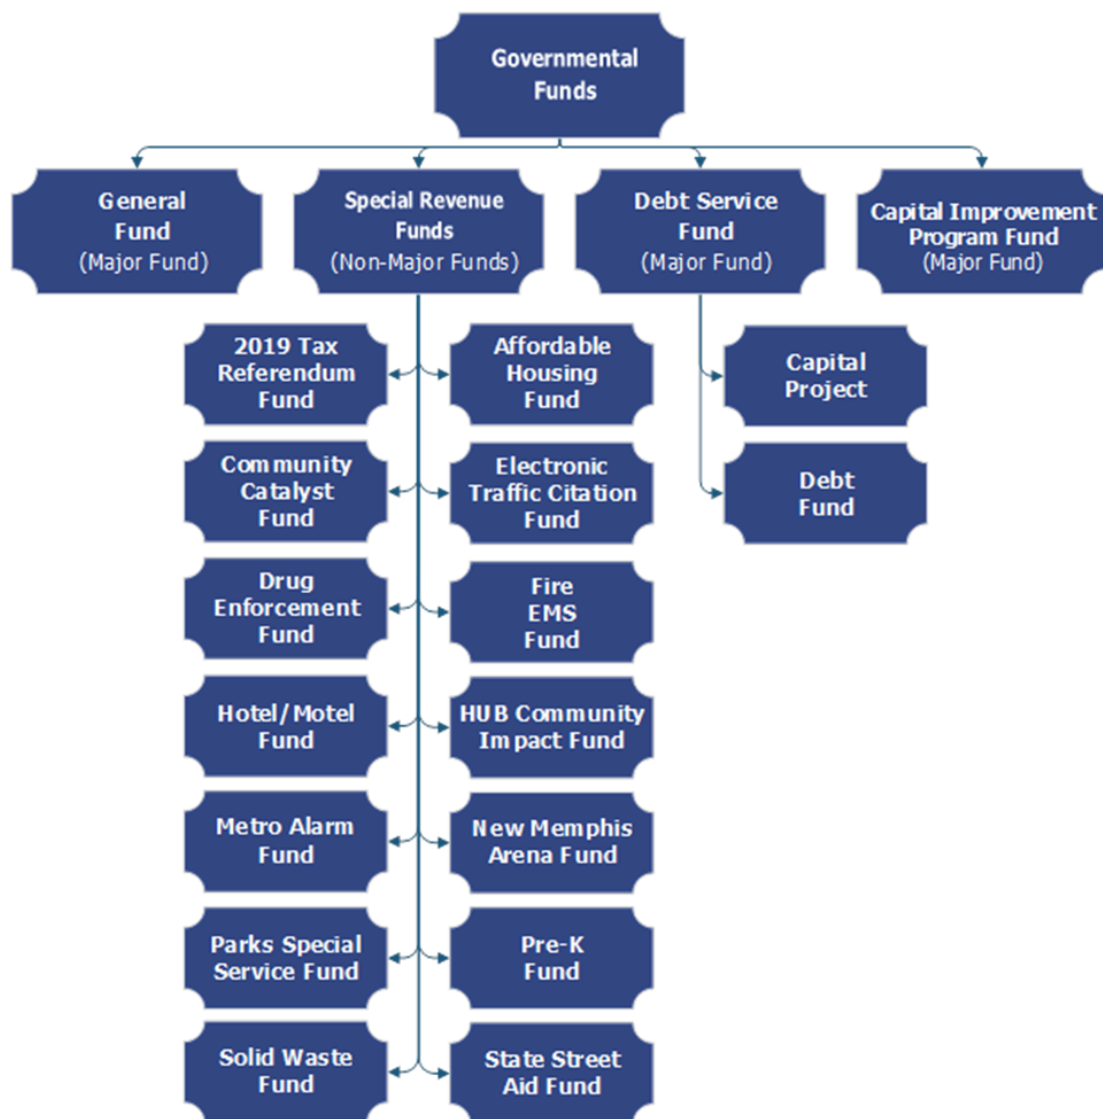 Governmental
Funds
General
Fund
(Major Fund)
Special Revenue
Funds
(Non-Major Funds)
Debt Service
Fund
(Major Fund)
Capital Improvement
Program Fund
(Major Fund)
2019 Tax
Referendum
Fund
Affordable
Housing
Fund
Capital
Project
Community
Catalyst
Fund
Electronic
Traffic Citation
Fund
Debt
Fund
Drug
Enforcement
Fund
Fire
EMS
Fund
Hotel/Motel
Fund
HUB Community
Impact Fund
Metro Alarm
Fund
New Memphis
Arena Fund
Parks Special
Service Fund
Pre-K
Fund
Solid Waste
Fund
State Street
Aid Fund